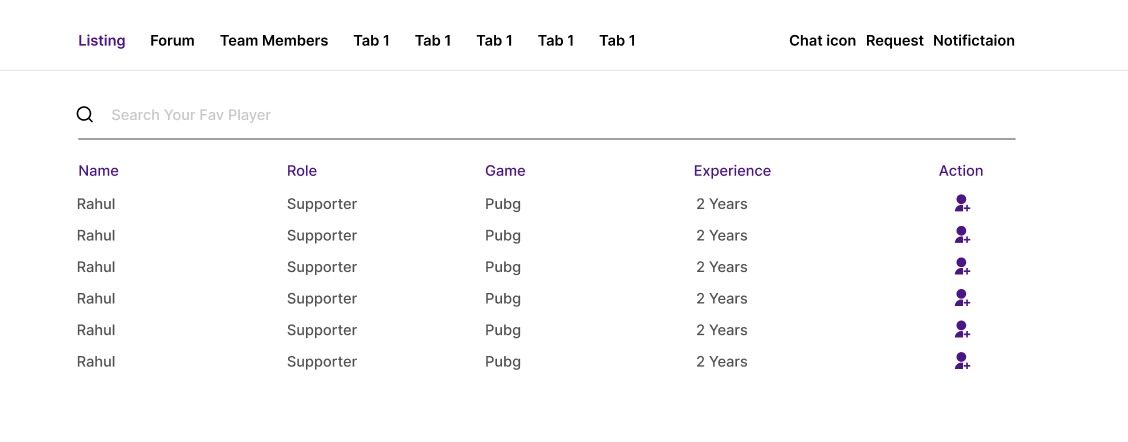 Listing Forum Team Members Tab 1 Tab 1 Tab 1 Tab 1 Tab 1 Chat icon Request Notifictaion
Search Your Fav Player
Name Role Game Experience Action
Rahul Supporter Pubg 2 Years
Rahul Supporter Pubg 2 Years
Rahul Supporter Pubg 2 Years
Rahul Supporter Pubg 2 Years
Rahul Supporter Pubg 2 Years
Rahul Supporter Pubg 2 Years